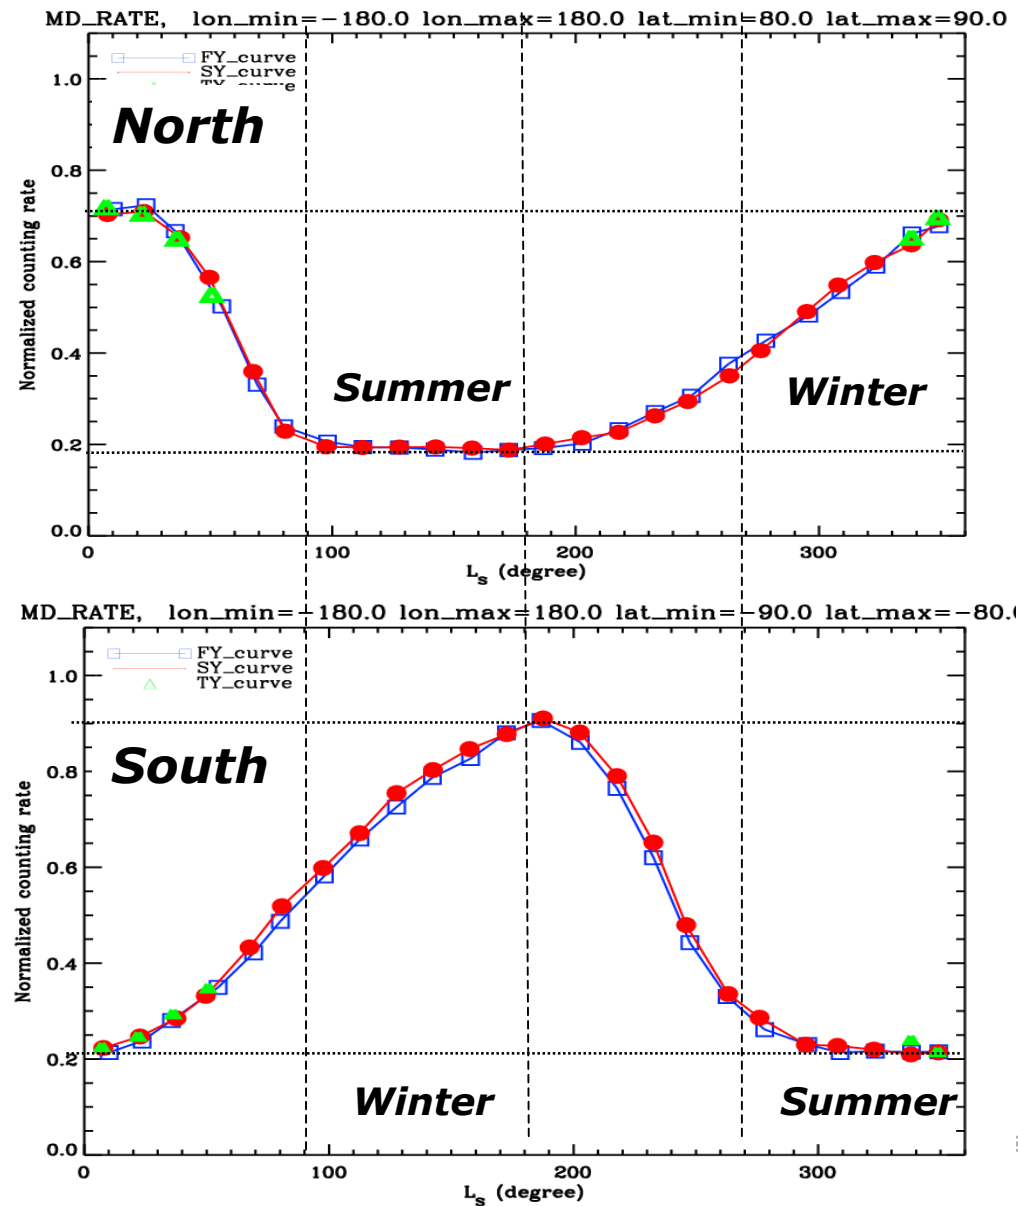 MD_RATE, lon_min=-180.0 lon_max=180.0 lat_min=80.0 lat_max=90.0
FY_curve
SY_curve
TY_curve
North
1.0
0.8
0.6
0.4
0.2
0.0
Normalized counting rate
Summer
Winter
0 100 200 300
Ls (degree)
MD_RATE, lon_min=-180.0 lon_max=180.0 lat_min=-90.0 lat_max=-80.0
FY_curve
SY_curve
TY_curve
South
1.0
0.8
0.6
0.4
0.2
0.0
Normalized counting rate
Winter
Summer
0 100 200 300
Ls (degree)